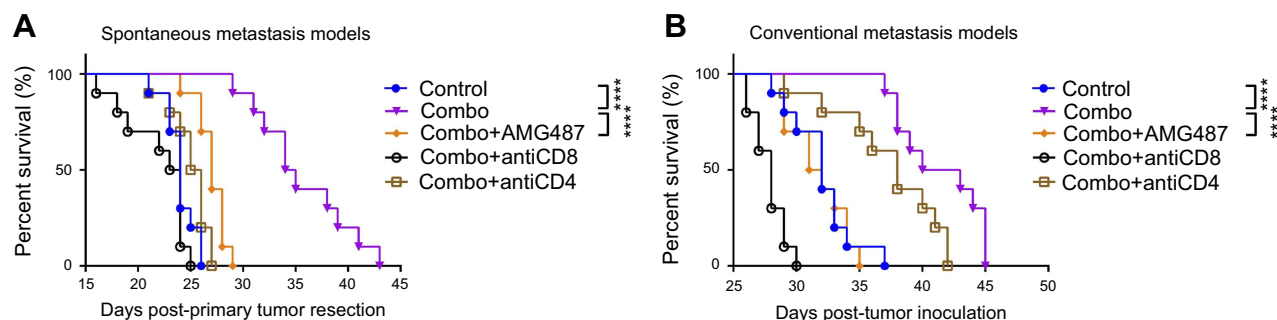 A
Spontaneous metastasis models
Percent survival (%)
100
50
0
15 20 25 30 35 40 45
Days post-primary tumor resection
Control
Combo
Combo+AMG487
Combo+antiCD8
Combo+antiCD4
****
****
B
Conventional metastasis models
Percent survival (%)
100
50
0
25 30 35 40 45 50
Days post-tumor inoculation
Control
Combo
Combo+AMG487
Combo+antiCD8
Combo+antiCD4
****
****